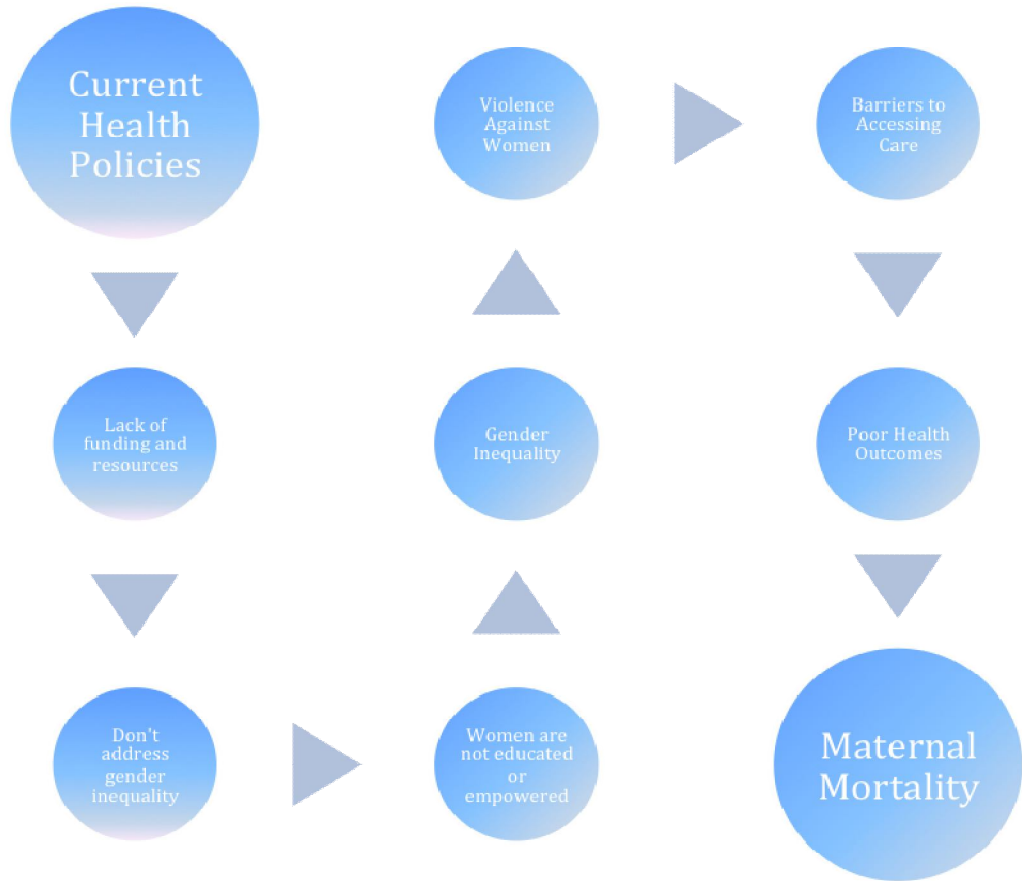 Current
Health
Policies
Lack of
funding and
resources
Don't
address
gender
inequality
Women are
not educated
or
empowered
Gender
Inequality
Violence
Against
Women
Barriers to
Accessing
Care
Poor Health
Outcomes
Maternal
Mortality